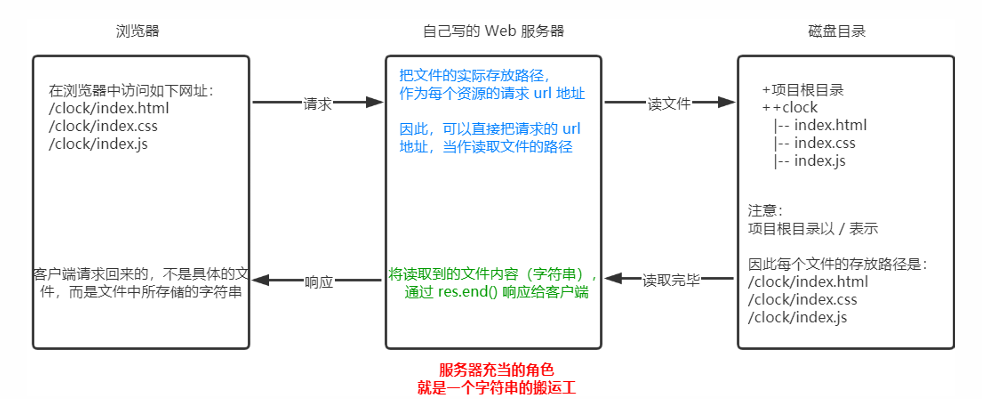 浏览器
自己写的 Web 服务器
磁盘目录
在浏览器中访问如下网址：
/clock/index.html
/clock/index.css
/clock/index.js
客户端请求回来的，不是具体的文
件，而是文件中所存储的字符串
请求
响应
把文件的实际存放路径，
作为每个资源的请求 url 地址
因此，可以直接把请求的 url
地址，当作读取文件的路径
将读取到的文件内容（字符串），
通过 res.end() 响应给客户端
读文件
读取完毕
+项目根目录
++clock
|-- index.html
|-- index.css
|-- index.js
注意：
项目根目录以 / 表示
因此每个文件的存放路径是：
/clock/index.html
/clock/index.css
/clock/index.js
服务器充当的角色
就是一个字符串的搬运工